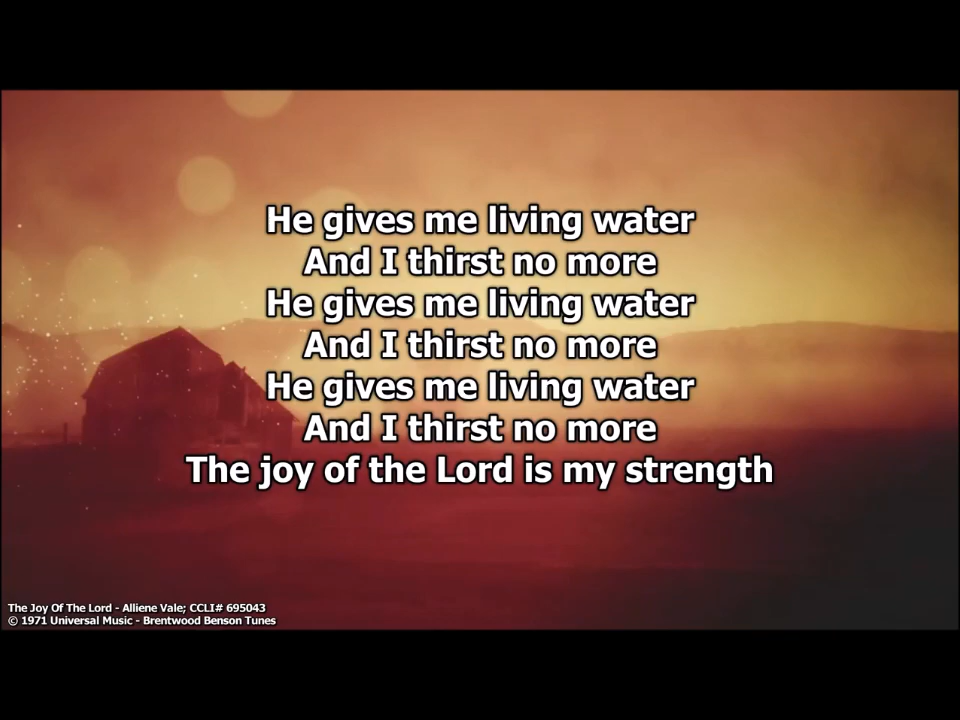 He gives me living water
And I thirst no more
He gives me living water
And I thirst no more
He gives me living water
And I thirst no more
The joy of the Lord is my strength
The Joy Of The Lord - Alliene Vale; CCLI# 695043
© 1971 Universal Music - Brentwood Benson Tunes